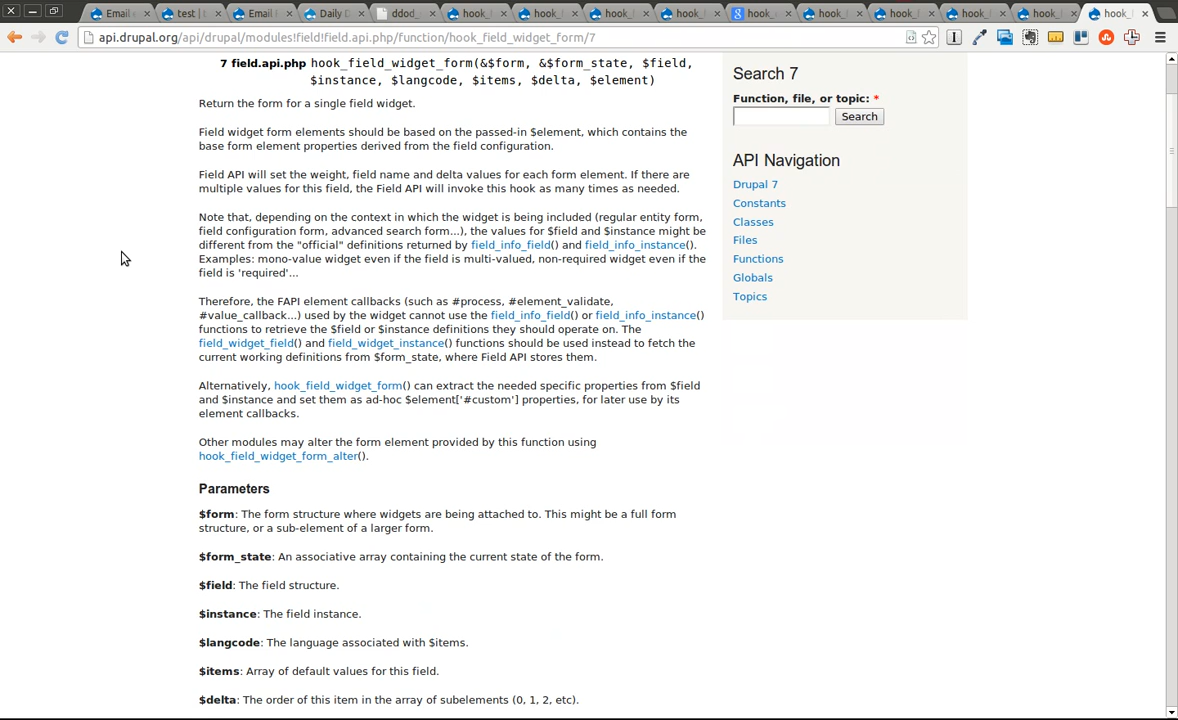 Email
test | t
Email
Daily D
ddod_
hook_
hook_
hook_
hook_
hook_
hook_
hook_
hook_
hook_
hook_
api.drupal.org/api/drupal/modules!field!field.api.php/function/hook_field_widget_form/7
7 field.api.php hook_field_widget_form(&$form, &$form_state, $field,
$instance, $langcode, $items, $delta, $element)
Return the form for a single field widget.
Field widget form elements should be based on the passed-in $element, which contains the
base form element properties derived from the field configuration.
Field API will set the weight, field name and delta values for each form element. If there are
multiple values for this field, the Field API will invoke this hook as many times as needed.
Note that, depending on the context in which the widget is being included (regular entity form,
field configuration form, advanced search form...), the values for $field and $instance might be
different from the "official" definitions returned by field_info_field() and field_info_instance().
Examples: mono-value widget even if the field is multi-valued, non-required widget even if the
field is 'required'...
Therefore, the FAPI element callbacks (such as #process, #element_validate,
#value_callback...) used by the widget cannot use the field_info_field() or field_info_instance()
functions to retrieve the $field or $instance definitions they should operate on. The
field_widget_field() and field_widget_instance() functions should be used instead to fetch the
current working definitions from $form_state, where Field API stores them.
Alternatively, hook_field_widget_form() can extract the needed specific properties from $field
and $instance and set them as ad-hoc $element['#custom'] properties, for later use by its
element callbacks.
Other modules may alter the form element provided by this function using
hook_field_widget_form_alter().
Parameters
$form: The form structure where widgets are being attached to. This might be a full form
structure, or a sub-element of a larger form.
$form_state: An associative array containing the current state of the form.
$field: The field structure.
$instance: The field instance.
$langcode: The language associated with $items.
$items: Array of default values for this field.
$delta: The order of this item in the array of subelements (0, 1, 2, etc).
Search 7
Function, file, or topic: *
Search
API Navigation
Drupal 7
Constants
Classes
Files
Functions
Globals
Topics